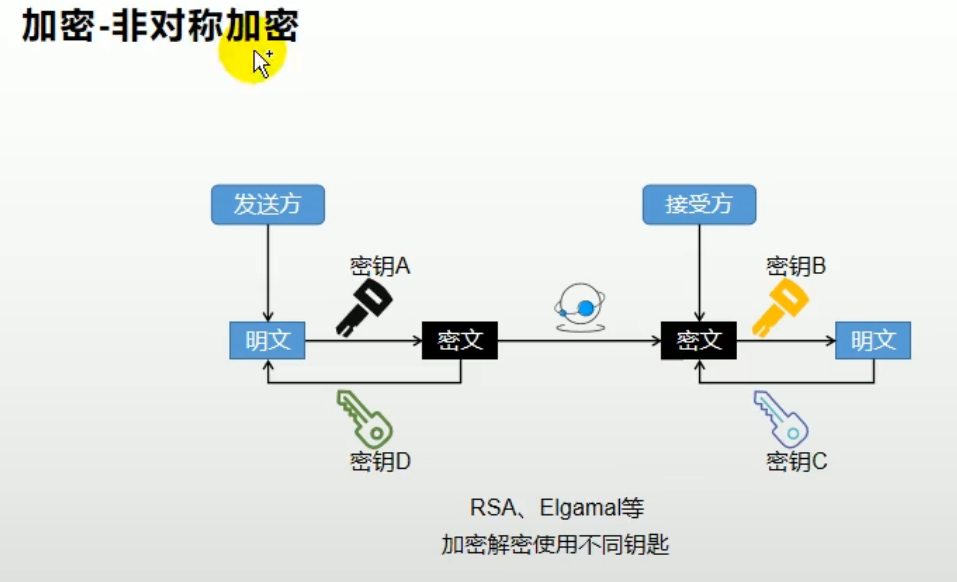 加密-非对称加密
发送方
接受方
密钥A
密钥B
明文
密文
密文
明文
密钥D
密钥C
RSA、Elgamal等
加密解密使用不同钥匙